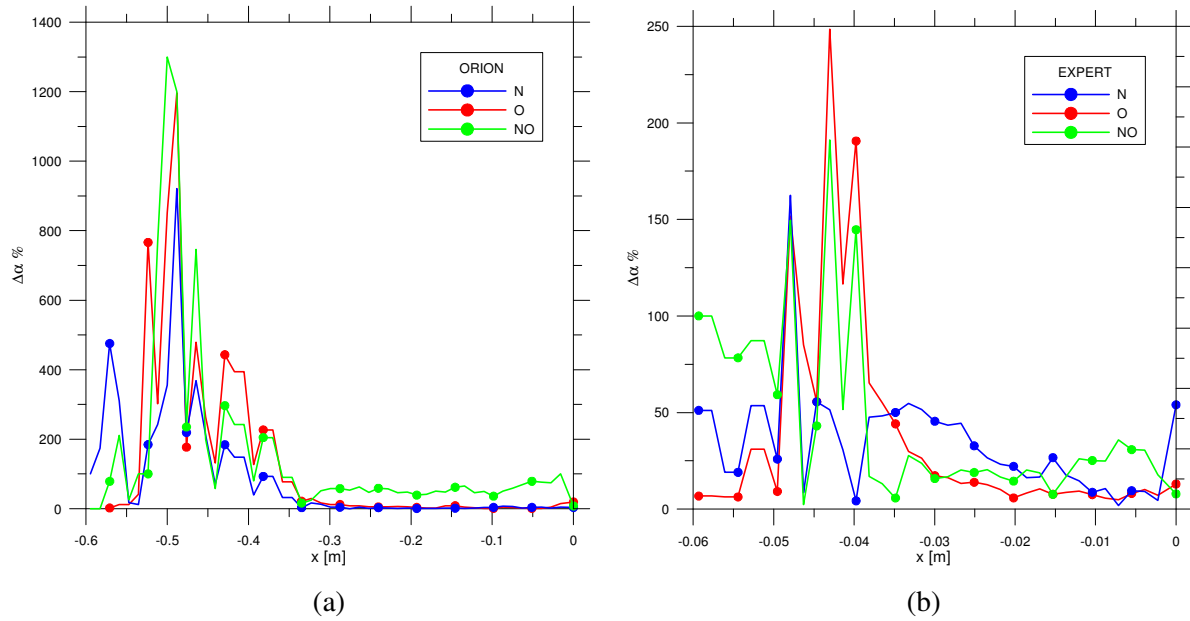 1400
1200
1000
800
600
400
200
0
Δα %
-0.6
-0.5
-0.4
-0.3
-0.2
-0.1
0
x [m]
ORION
N
O
NO
(a)
250
200
150
100
50
0
Δα %
-0.06
-0.05
-0.04
-0.03
-0.02
-0.01
0
x [m]
EXPERT
N
O
NO
(b)